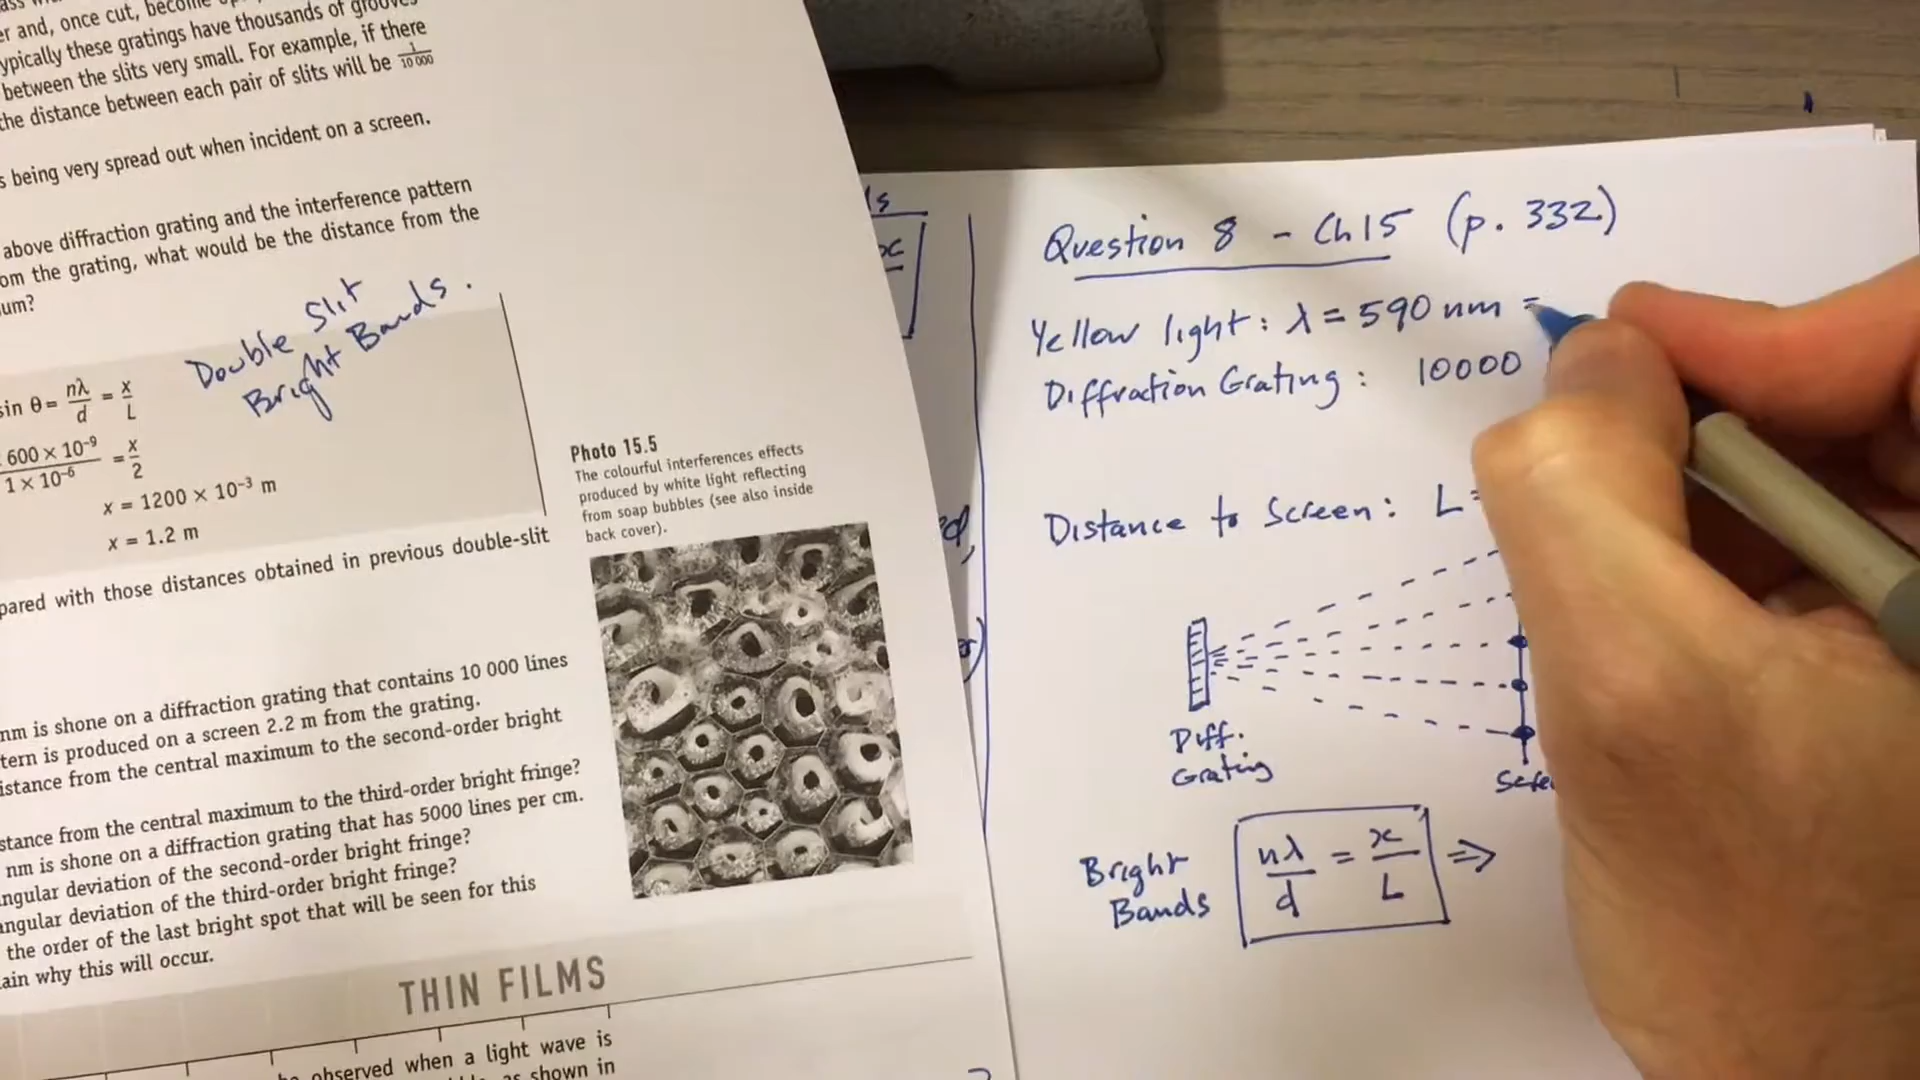 er and, once cut, become
ypically these gratings have thousands of grooves
between the slits very small. For example, if there
the distance between each pair of slits will be 1/10 000
s being very spread out when incident on a screen.
above diffraction grating and the interference pattern
om the grating, what would be the distance from the
um?
Double Slit
Bright Bands.
sin θ = nλ/d = x/L
600 × 10⁻⁹/1 × 10⁻⁶ = x/2
x = 1200 × 10⁻³ m
x = 1.2 m
pared with those distances obtained in previous double-slit
Photo 15.5
The colourful interferences effects
produced by white light reflecting
from soap bubbles (see also inside
back cover).
nm is shone on a diffraction grating that contains 10 000 lines
tern is produced on a screen 2.2 m from the grating.
istance from the central maximum to the second-order bright
stance from the central maximum to the third-order bright fringe?
nm is shone on a diffraction grating that has 5000 lines per cm.
ngular deviation of the second-order bright fringe?
angular deviation of the third-order bright fringe?
the order of the last bright spot that will be seen for this
ain why this will occur.
THIN FILMS
observed when a light wave is
as shown in
Question 8 - Ch15 (p. 332)
Yellow light: λ = 590 nm =
Diffraction Grating: 10000
Distance to Screen: L =
Diff.
Grating
Scree
Bright
Bands
nλ/d = x/L ⇒